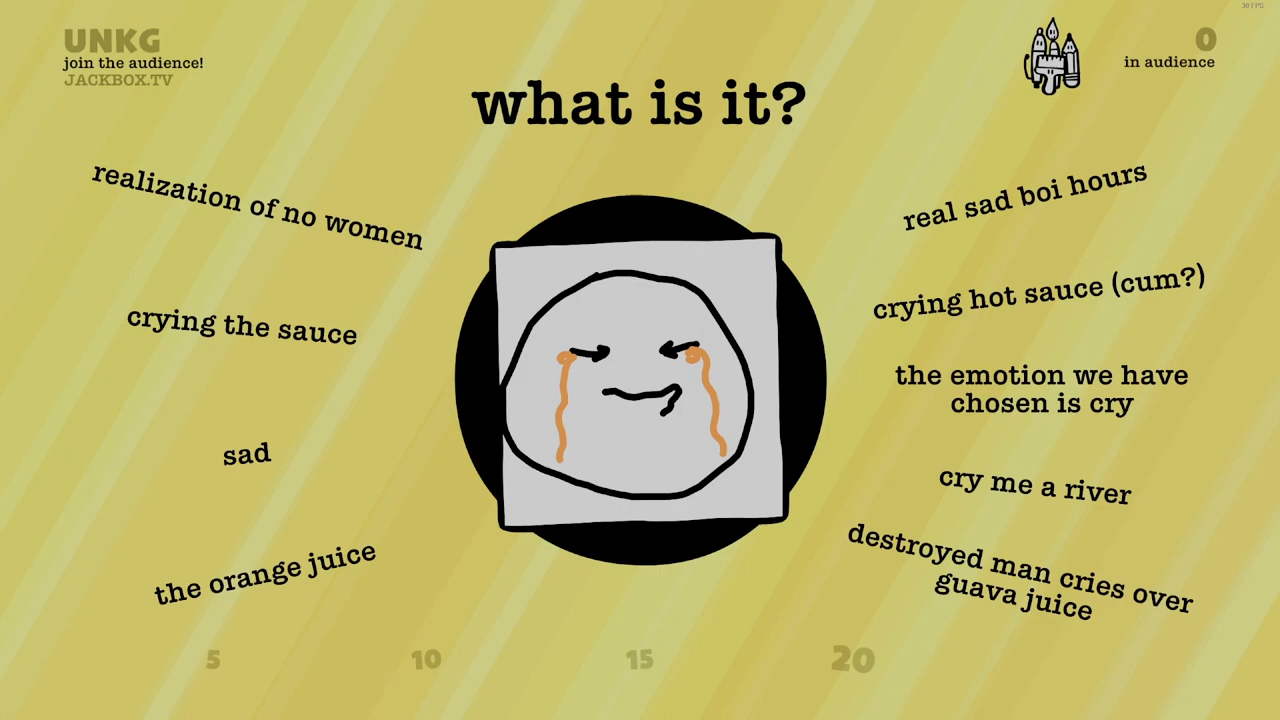 30 FPS
UNKG
join the audience!
JACKBOX.TV
0
in audience
what is it?
realization of no women
crying the sauce
sad
the orange juice
real sad boi hours
crying hot sauce (cum?)
the emotion we have
chosen is cry
cry me a river
destroyed man cries over
guava juice
5 10 15 20